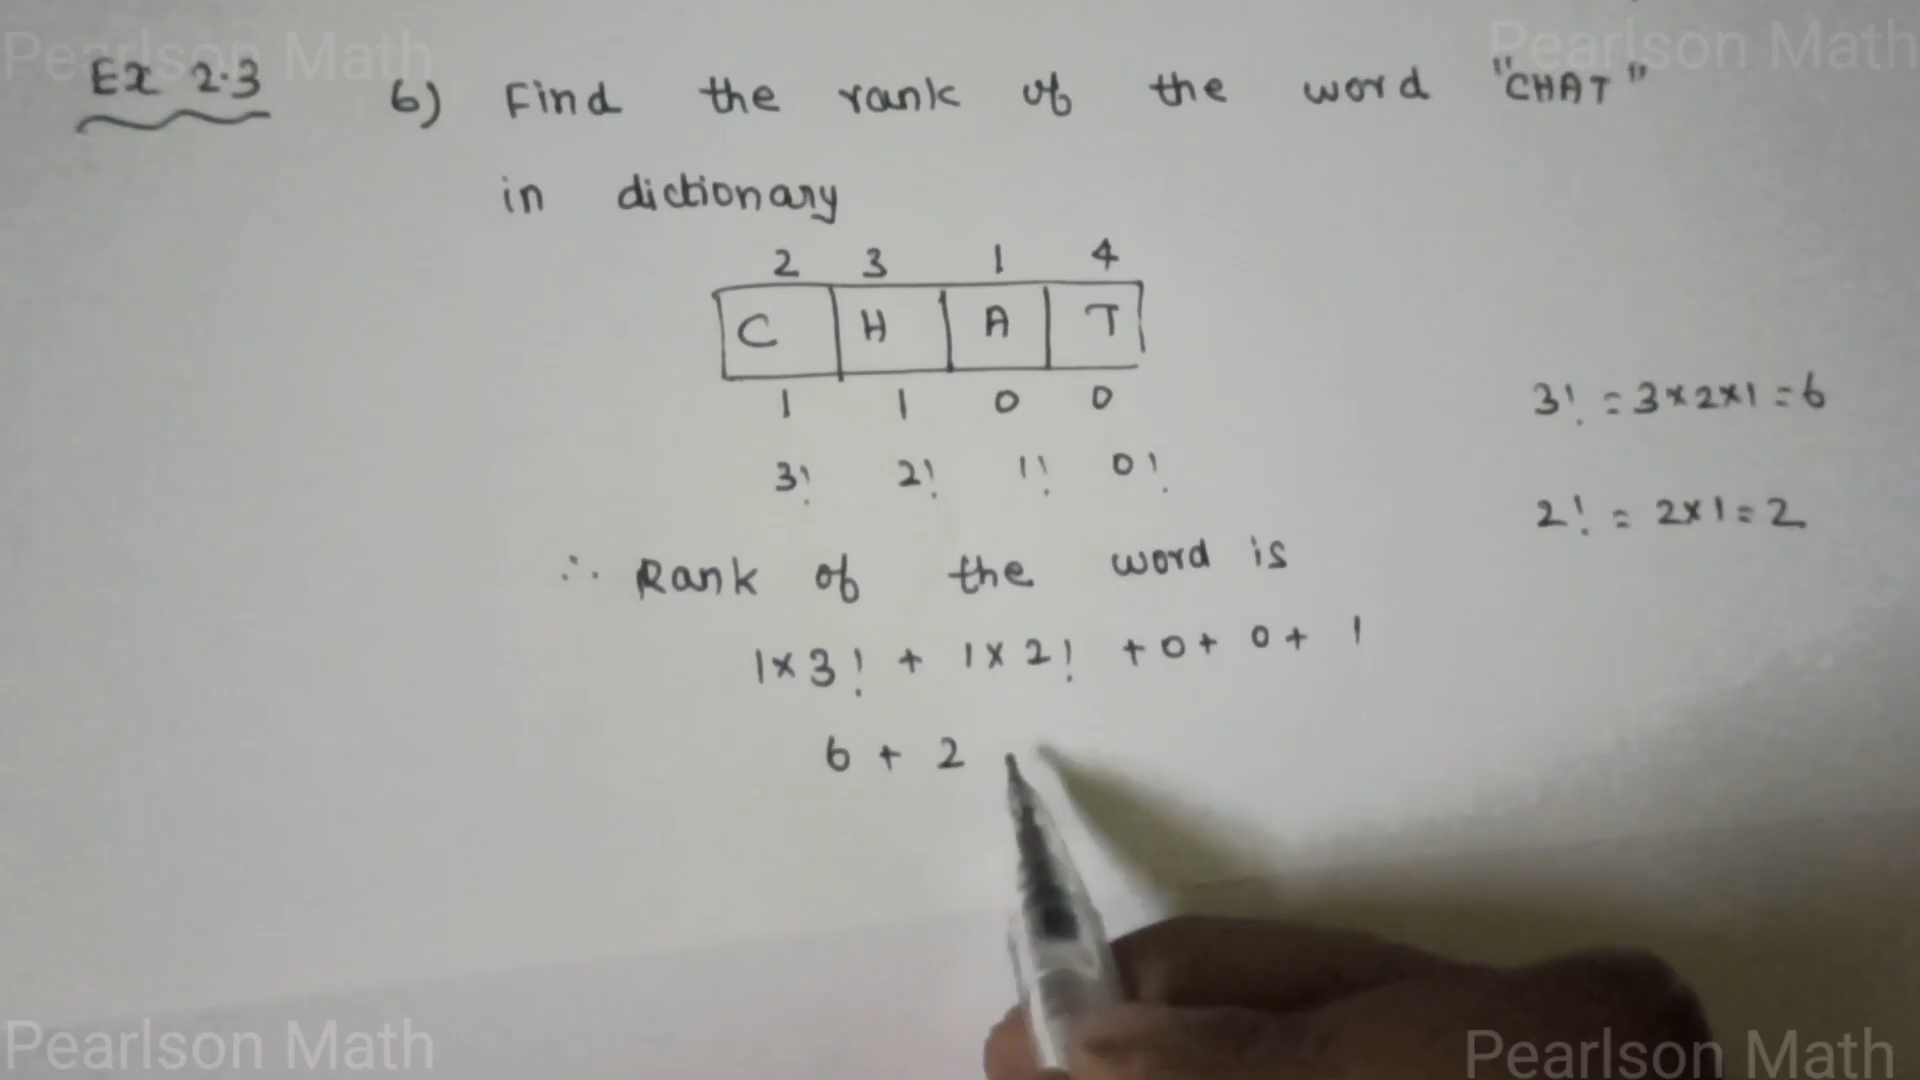 Pearlson Math
Pearlson Math
Ex 2.3 6) Find the rank of the word "CHAT"
in dictionary
2 3 1 4
C H A T
1 1 0 0
3! = 3×2×1 = 6
3! 2! 1! 0!
2! = 2×1 = 2
∴ Rank of the word is
1×3! + 1×2! + 0 + 0 + 1
6 + 2
Pearlson Math
Pearlson Math